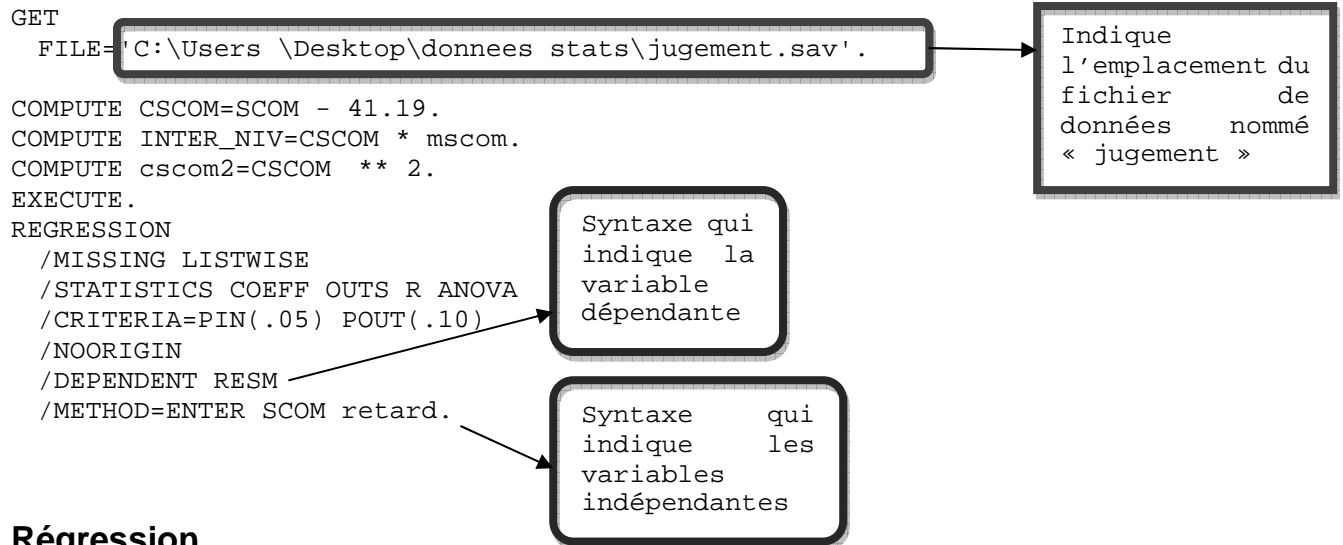 GET
FILE='C:\Users \Desktop\donnees stats\jugement.sav'.
Indique
l'emplacement du
fichier de
données nommé
« jugement »
COMPUTE CSCOM=SCOM - 41.19.
COMPUTE INTER_NIV=CSCOM * mscom.
COMPUTE cscom2=CSCOM ** 2.
EXECUTE.
REGRESSION
/MISSING LISTWISE
/STATISTICS COEFF OUTS R ANOVA
/CRITERIA=PIN(.05) POUT(.10)
/NOORIGIN
/DEPENDENT RESM
/METHOD=ENTER SCOM retard.
Syntaxe qui
indique la
variable
dépendante
Syntaxe qui
indique les
variables
indépendantes
Régression